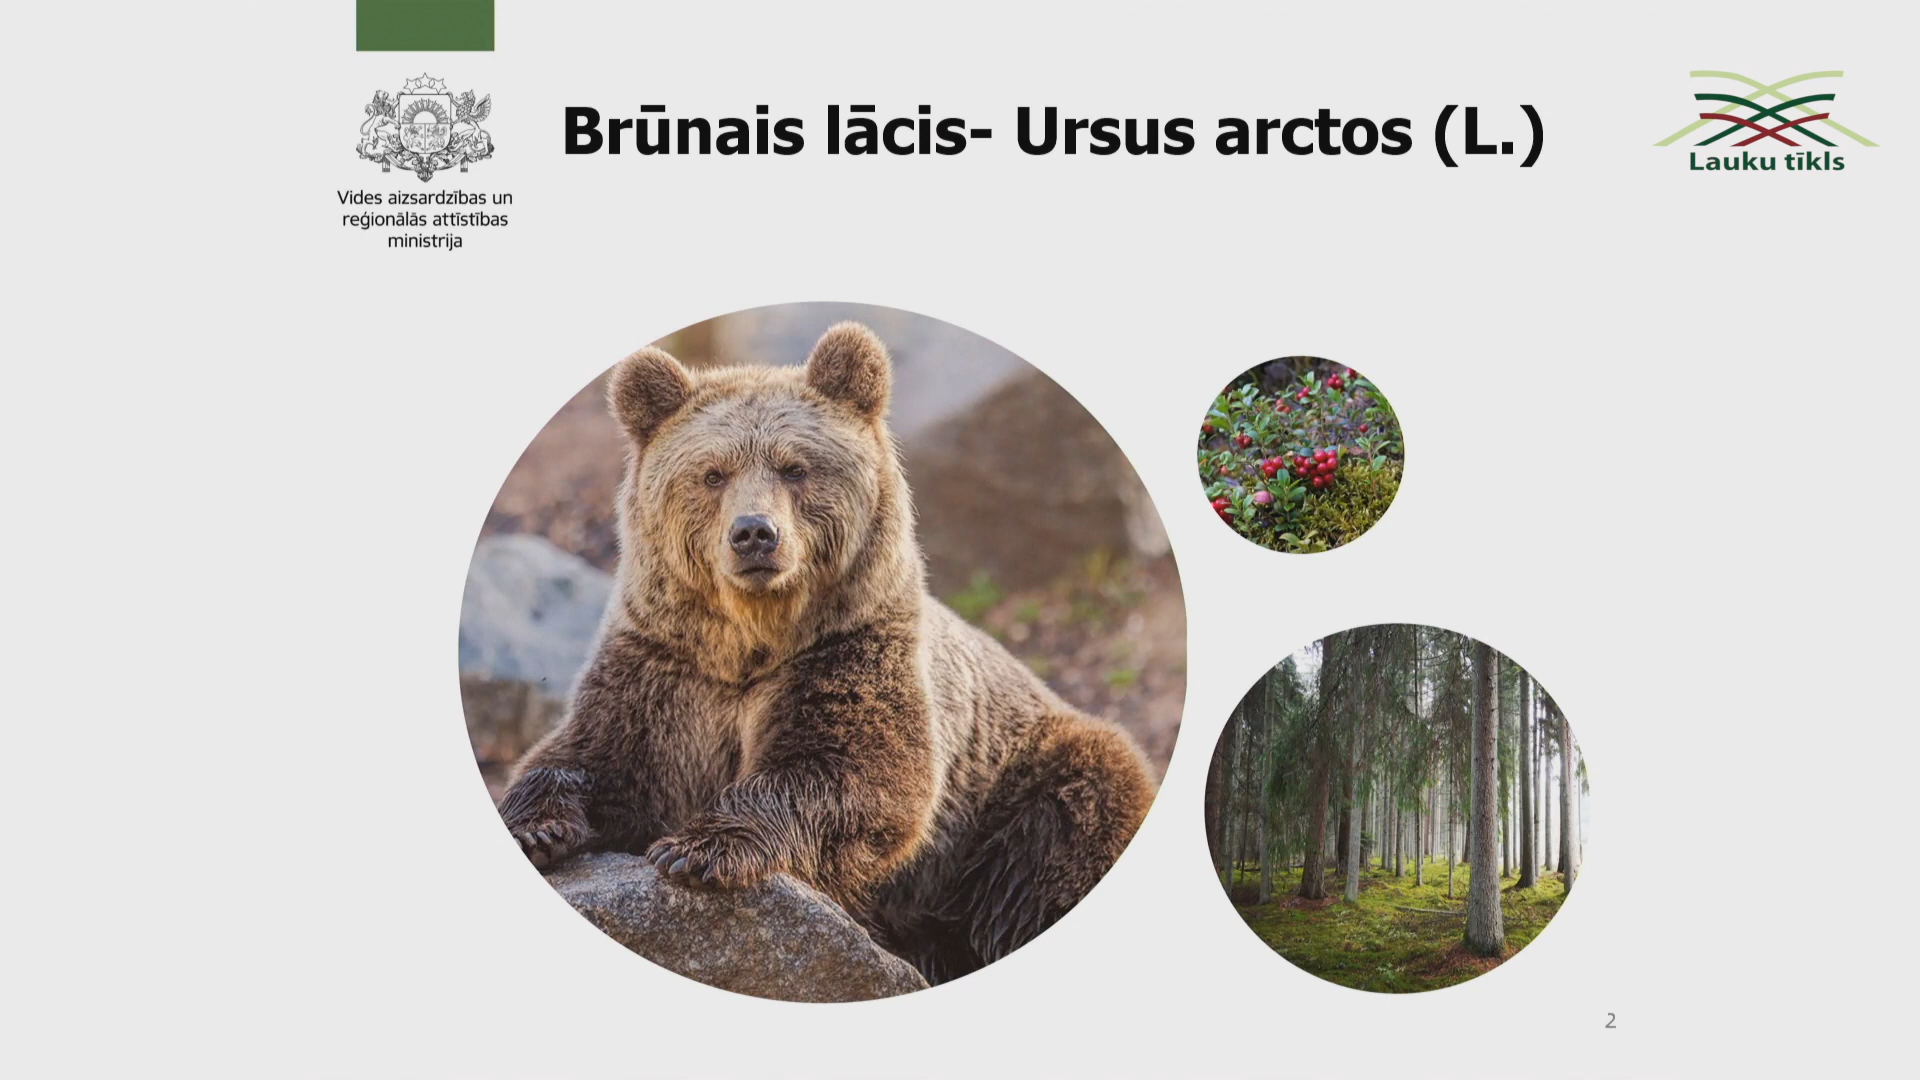 Brūnais lācis- Ursus arctos (L.)
Vides aizsardzības un
reģionālās attīstības
ministrija
Lauku tīkls
2